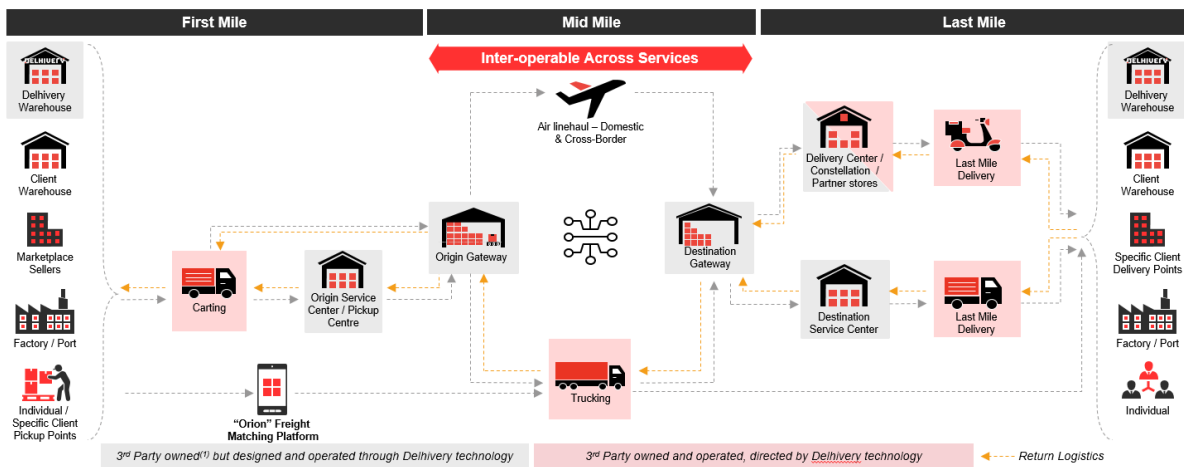 First Mile
Mid Mile
Last Mile
Inter-operable Across Services
DELHIVERY
Delhivery
Warehouse
Client
Warehouse
Marketplace
Sellers
Factory / Port
Individual /
Specific Client
Pickup Points
Carting
Origin Service
Center / Pickup
Centre
"Orion" Freight
Matching Platform
Origin Gateway
Air linehaul – Domestic
& Cross-Border
Trucking
Destination
Gateway
Delivery Center /
Constellation /
Partner stores
Last Mile
Delivery
Destination
Service Center
Last Mile
Delivery
DELHIVERY
Delhivery
Warehouse
Client
Warehouse
Specific Client
Delivery Points
Factory / Port
Individual
3rd Party owned(1) but designed and operated through Delhivery technology
3rd Party owned and operated, directed by Delhivery technology
Return Logistics